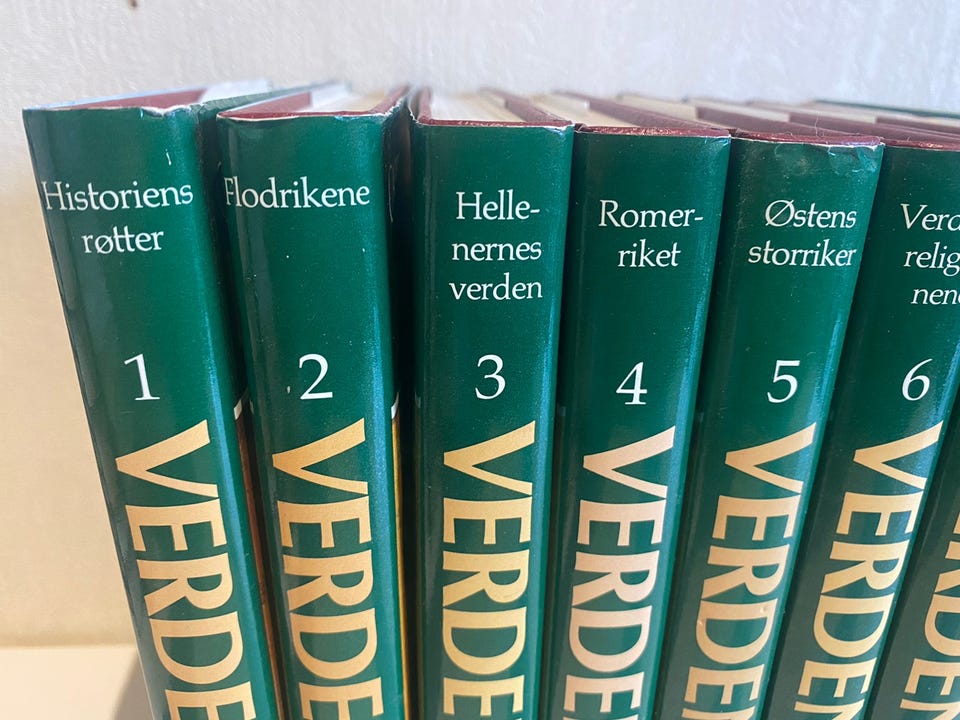 Historiens
røtter
1
VERDE
Flodrikene
2
VERDE
Helle-
nernes
verden
3
VERDE
Romer-
riket
4
VERDE
Østens
storriker
5
VERDE
6
VERDE